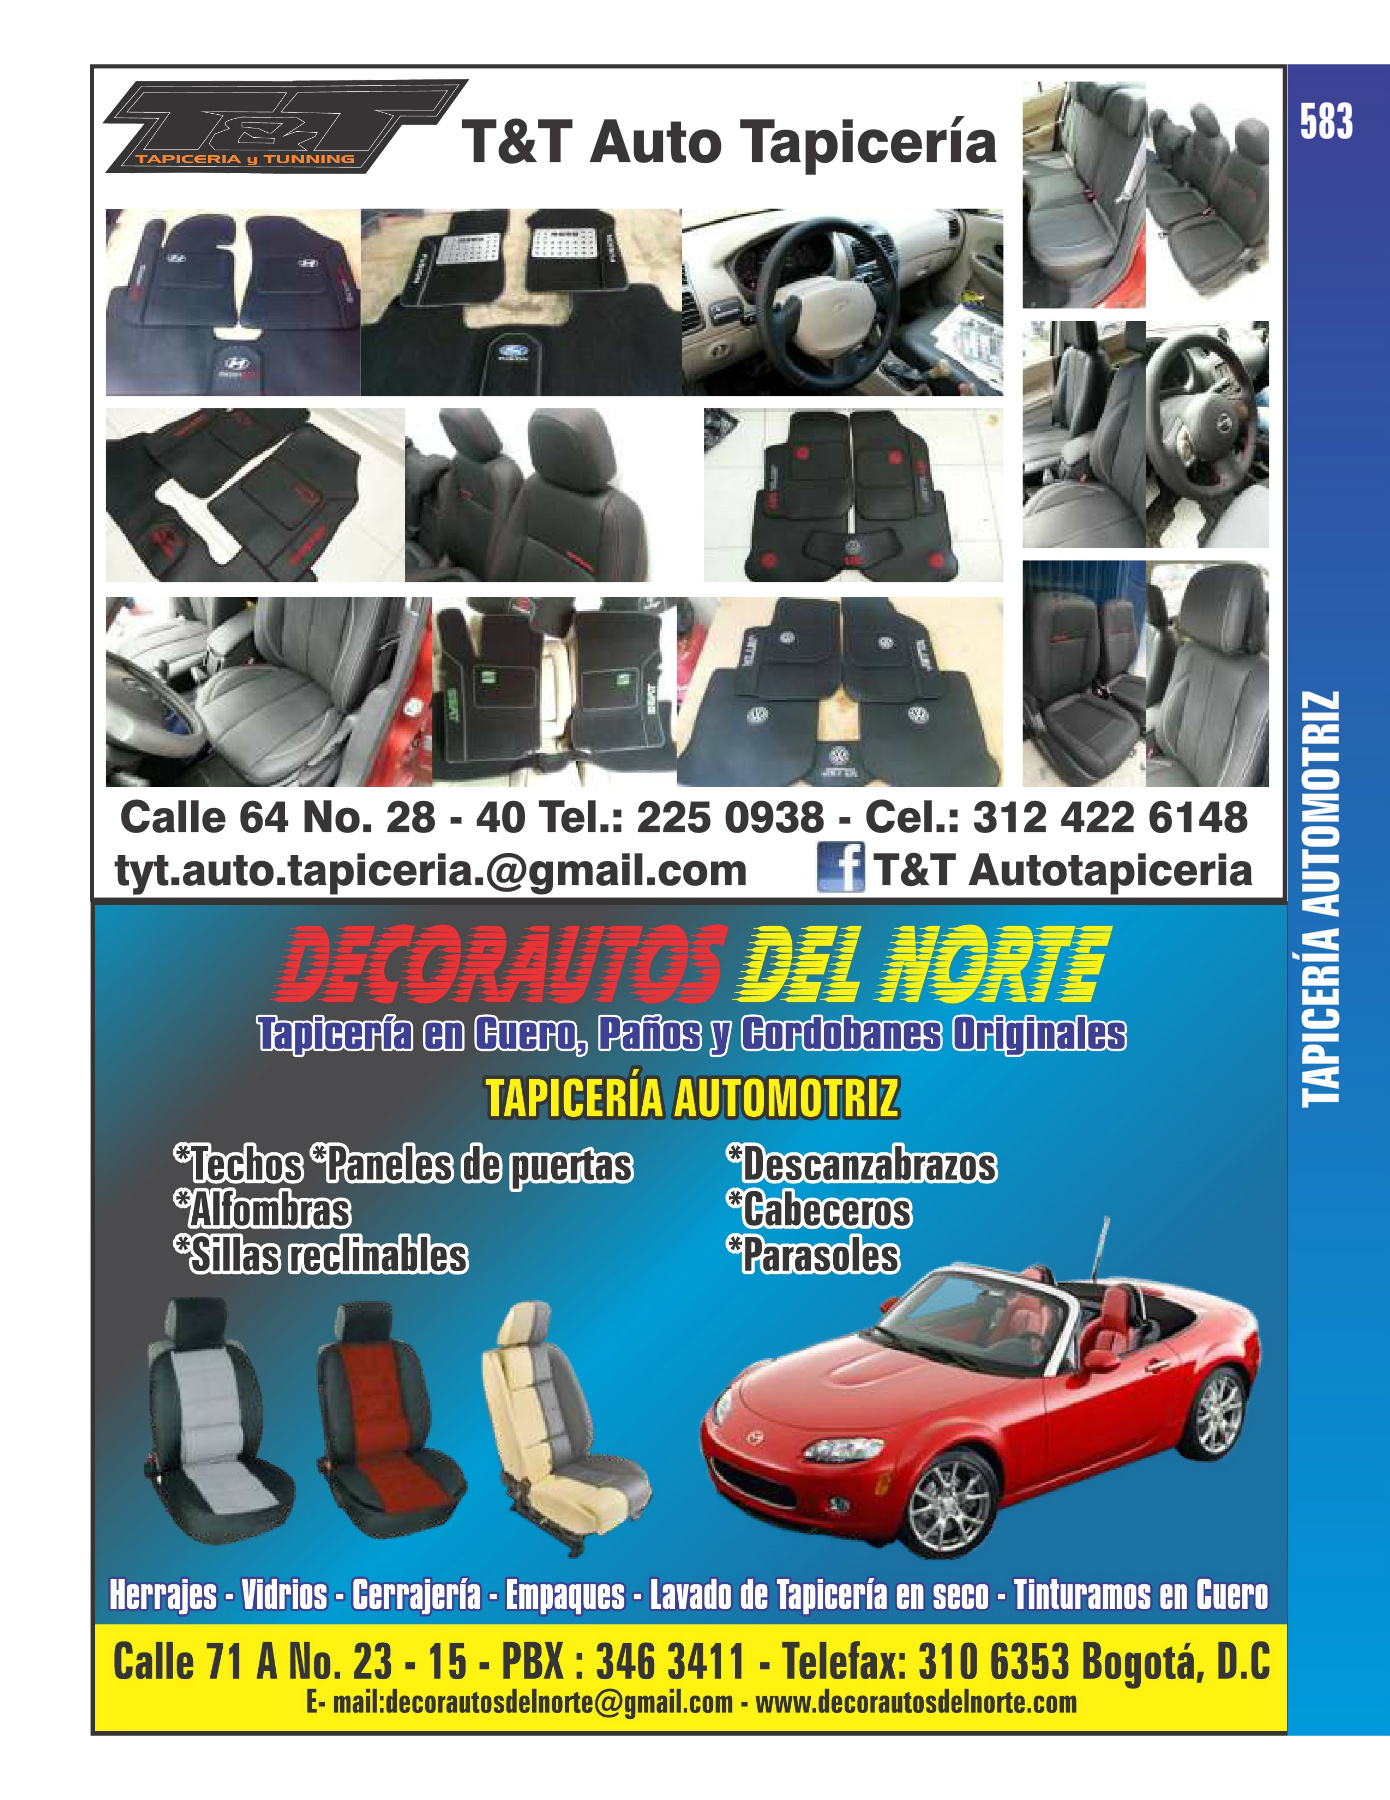 T&T
TAPICERIA y TUNNING
T&T Auto Tapicería
583
Calle 64 No. 28 - 40 Tel.: 225 0938 - Cel.: 312 422 6148
tyt.auto.tapiceria.@gmail.com
f T&T Autotapiceria
TAPICERÍA AUTOMOTRIZ
DECORAUTOS DEL NORTE
Tapicería en Cuero, Paños y Cordobanes Originales
TAPICERÍA AUTOMOTRIZ
*Techos *Paneles de puertas
*Alfombras
*Sillas reclinables
*Descanzabrazos
*Cabeceros
*Parasoles
Herrajes - Vidrios - Cerrajería - Empaques - Lavado de Tapicería en seco - Tinturamos en Cuero
Calle 71 A No. 23 - 15 - PBX : 346 3411 - Telefax: 310 6353 Bogotá, D.C
E- mail:decorautosdelnorte@gmail.com - www.decorautosdelnorte.com